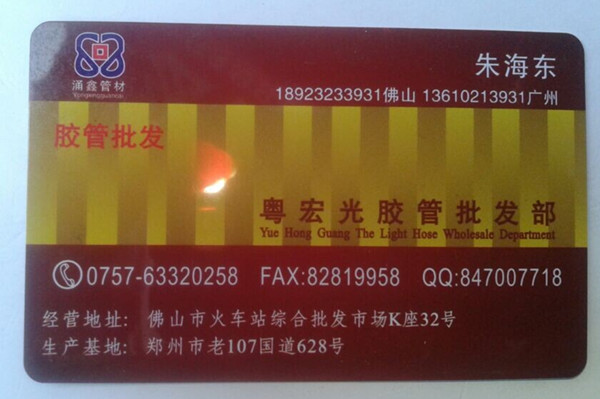 涌鑫管材
朱海东
18923233931佛山 13610213931广州
胶管批发
粤宏光胶管批发部
Yue Hong Guang The Light Hose Wholesale Department
0757-63320258 FAX:82819958 QQ:847007718
经营地址: 佛山市火车站综合批发市场K座32号
生产基地: 郑州市老107国道628号